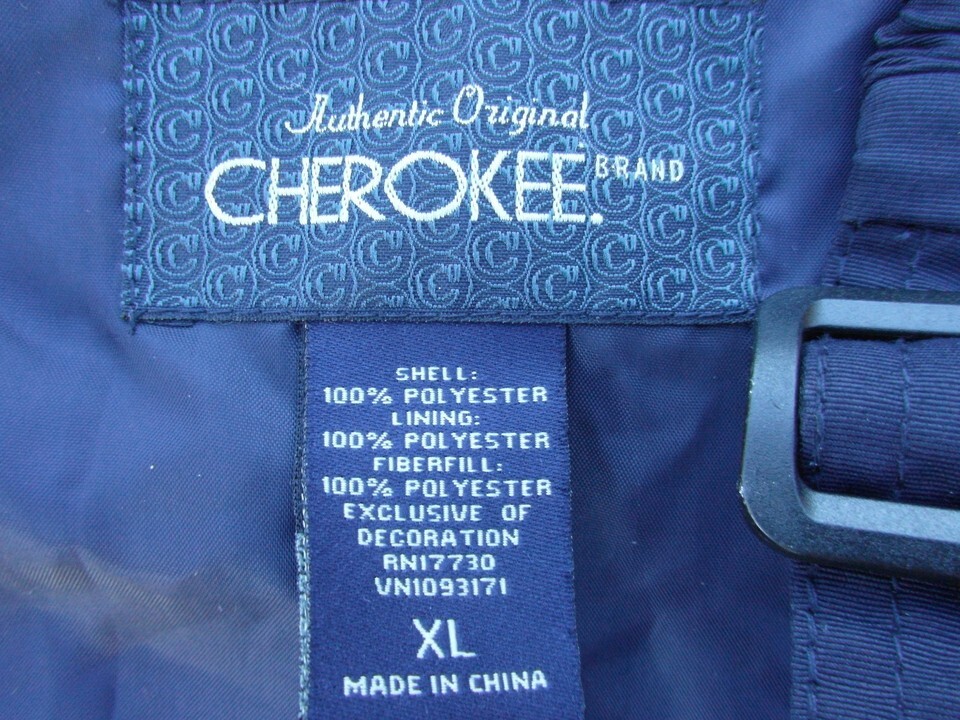 Authentic Original
CHEROKEE. BRAND
SHELL:
100% POLYESTER
LINING:
100% POLYESTER
FIBERFILL:
100% POLYESTER
EXCLUSIVE OF
DECORATION
RN17730
VN1093171
XL
MADE IN CHINA